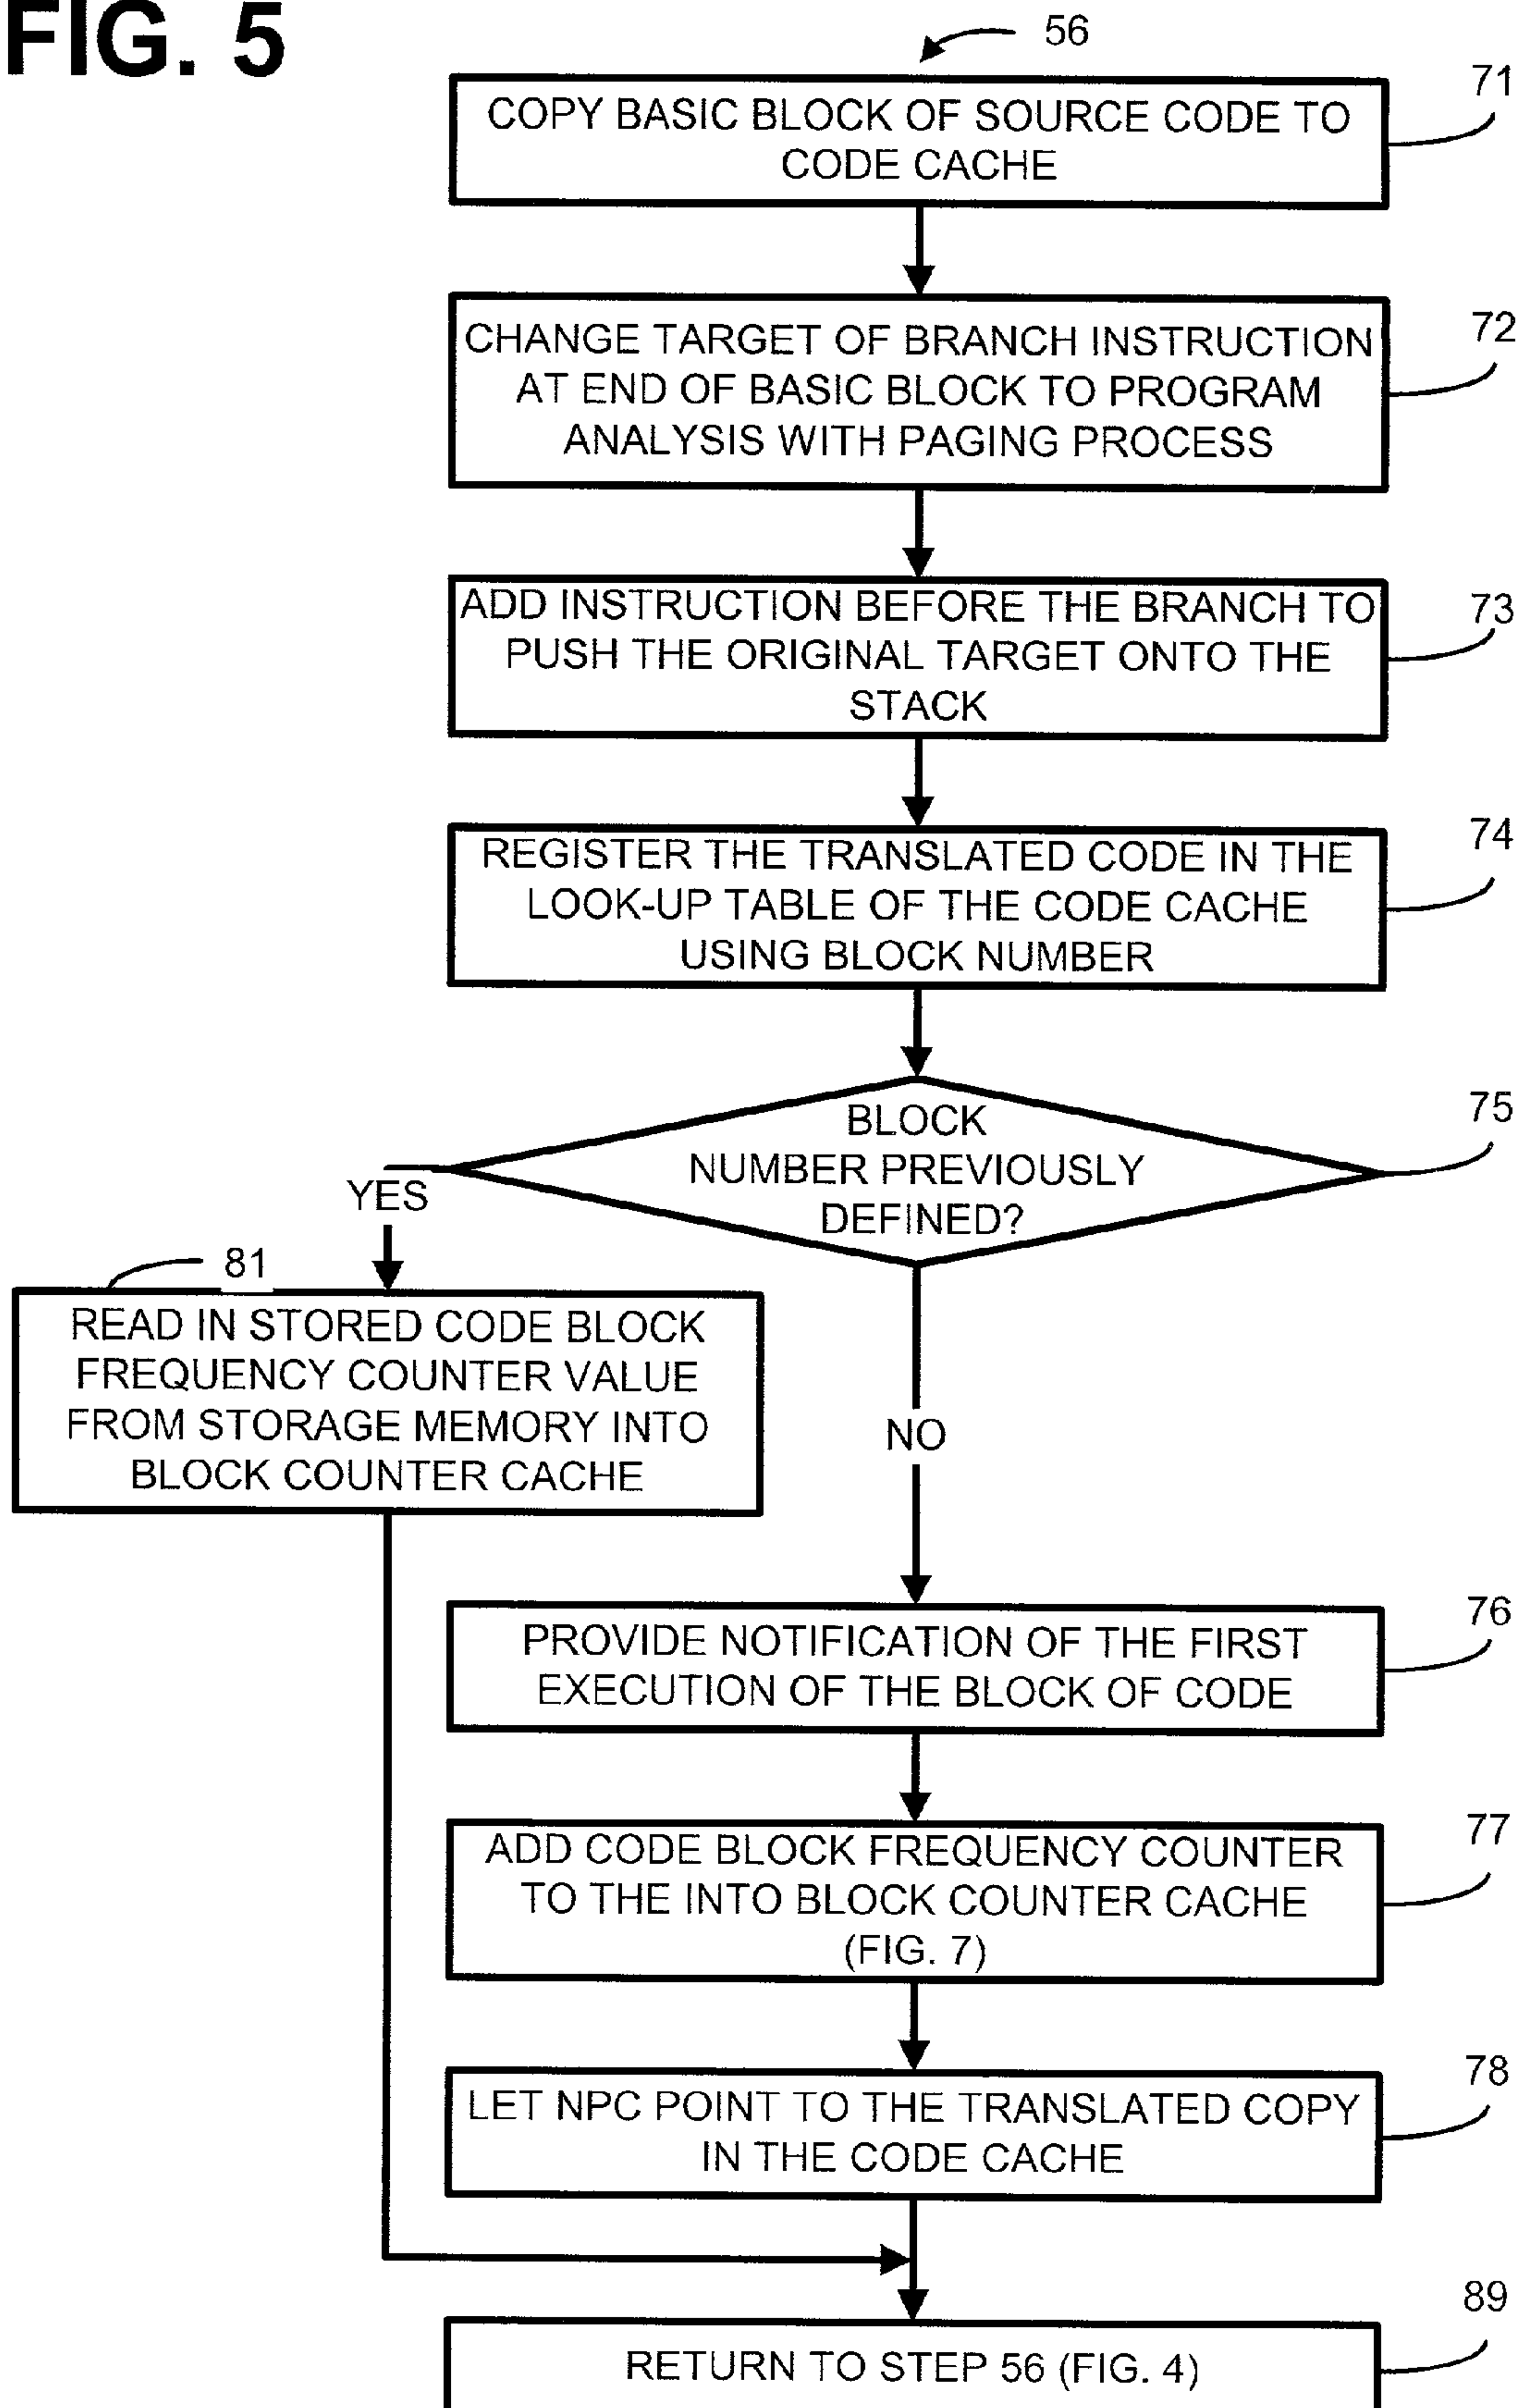 FIG. 5
56
COPY BASIC BLOCK OF SOURCE CODE TO
CODE CACHE
71
CHANGE TARGET OF BRANCH INSTRUCTION
AT END OF BASIC BLOCK TO PROGRAM
ANALYSIS WITH PAGING PROCESS
72
ADD INSTRUCTION BEFORE THE BRANCH TO
PUSH THE ORIGINAL TARGET ONTO THE
STACK
73
REGISTER THE TRANSLATED CODE IN THE
LOOK-UP TABLE OF THE CODE CACHE
USING BLOCK NUMBER
74
BLOCK
NUMBER PREVIOUSLY
DEFINED?
75
YES
81
READ IN STORED CODE BLOCK
FREQUENCY COUNTER VALUE
FROM STORAGE MEMORY INTO
BLOCK COUNTER CACHE
NO
PROVIDE NOTIFICATION OF THE FIRST
EXECUTION OF THE BLOCK OF CODE
76
ADD CODE BLOCK FREQUENCY COUNTER
TO THE INTO BLOCK COUNTER CACHE
(FIG. 7)
77
LET NPC POINT TO THE TRANSLATED COPY
IN THE CODE CACHE
78
RETURN TO STEP 56 (FIG. 4)
89